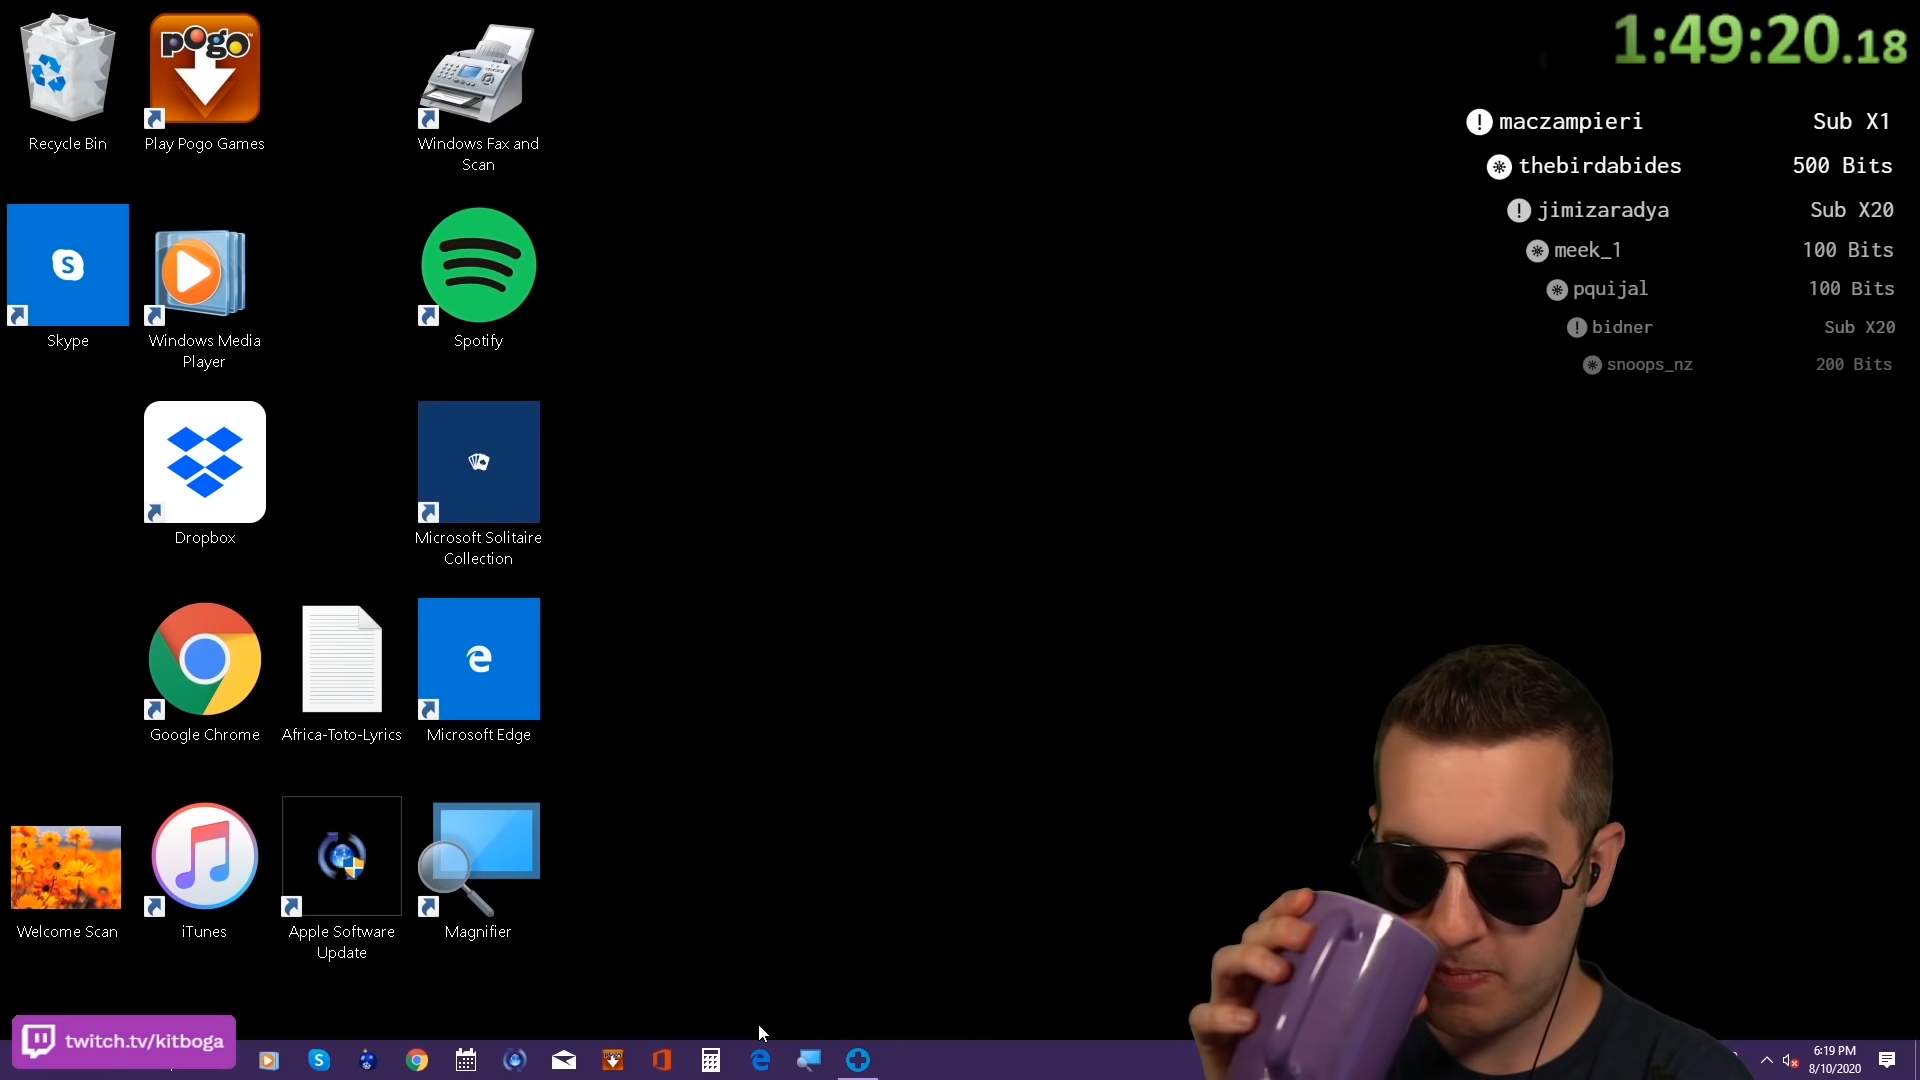 1:49:20.18
maczampieri Sub X1
thebirdabides 500 Bits
jimizaradya Sub X20
meek_1 100 Bits
pquijal 100 Bits
bidner Sub X20
snoops_nz 200 Bits
pogo
Recycle Bin
Play Pogo Games
Windows Fax and
Scan
Skype
Windows Media
Player
Spotify
Dropbox
Microsoft Solitaire
Collection
Google Chrome
Africa-Toto-Lyrics
Microsoft Edge
Welcome Scan
iTunes
Apple Software
Update
Magnifier
twitch.tv/kitboga
6:19 PM
8/10/2020